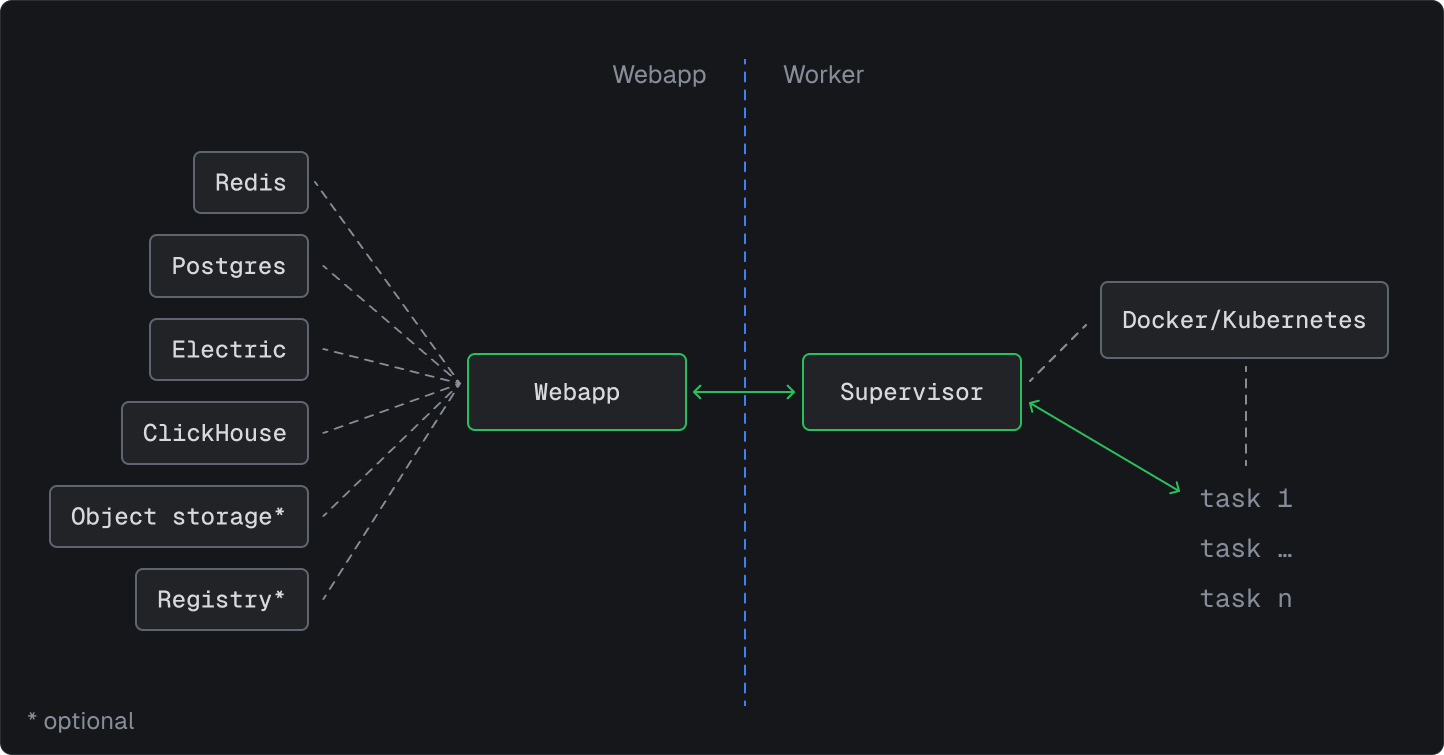 Webapp
Worker
Redis
Postgres
Electric
ClickHouse
Object storage*
Registry*
Webapp
Supervisor
Docker/Kubernetes
task 1
task …
task n
* optional